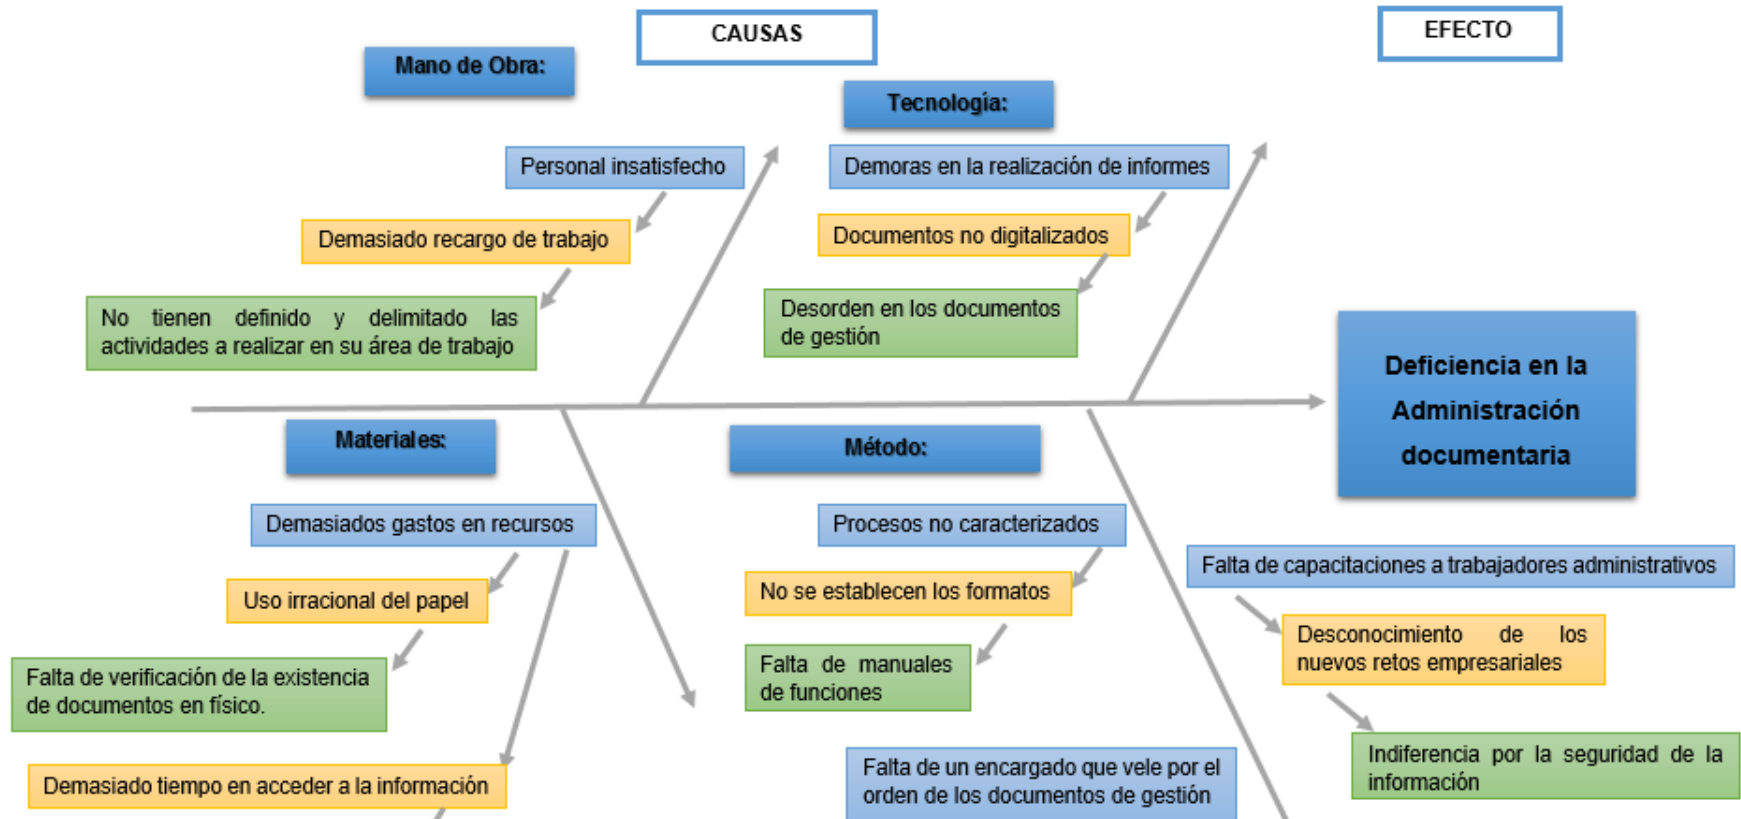 CAUSAS
EFECTO
Mano de Obra:
Tecnología:
Personal insatisfecho
Demasiado recargo de trabajo
No tienen definido y delimitado las
actividades a realizar en su área de trabajo
Demoras en la realización de informes
Documentos no digitalizados
Desorden en los documentos
de gestión
Deficiencia en la
Administración
documentaria
Materiales:
Método:
Demasiados gastos en recursos
Uso irracional del papel
Falta de verificación de la existencia
de documentos en físico.
Demasiado tiempo en acceder a la información
Procesos no caracterizados
No se establecen los formatos
Falta de manuales
de funciones
Falta de un encargado que vele por el
orden de los documentos de gestión
Falta de capacitaciones a trabajadores administrativos
Desconocimiento de los
nuevos retos empresariales
Indiferencia por la seguridad de la
información